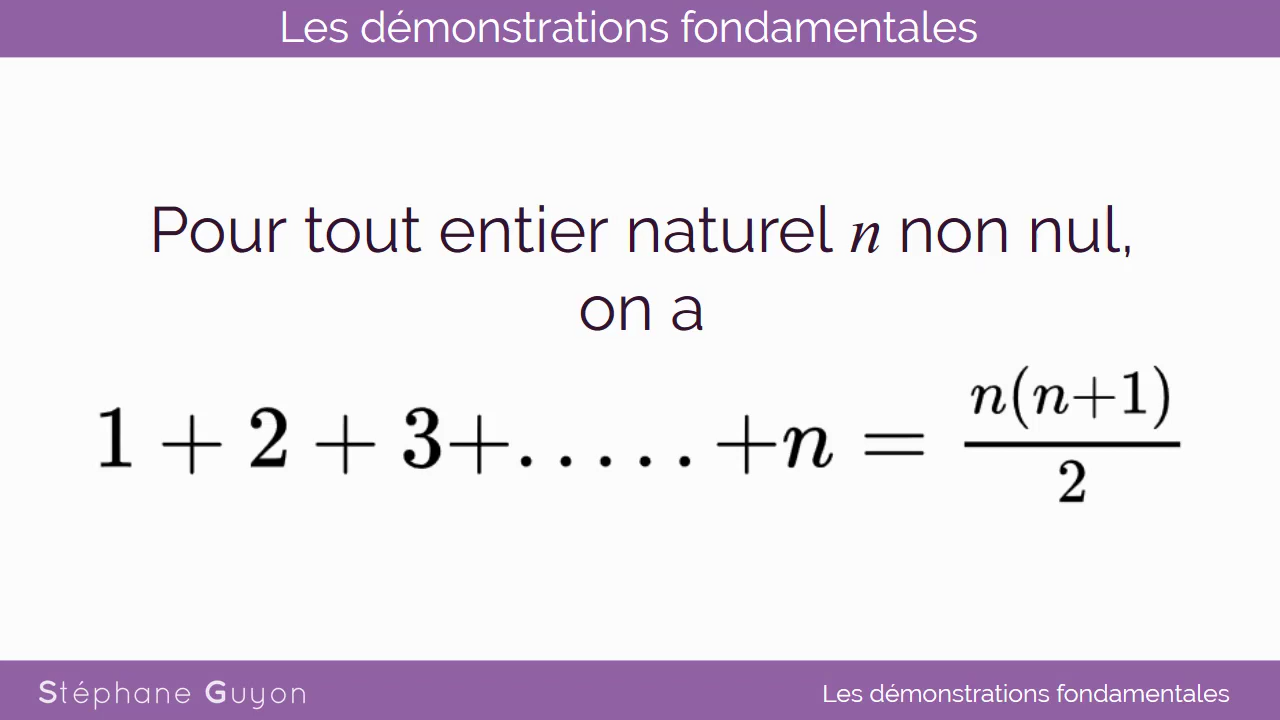 Les démonstrations fondamentales
Pour tout entier naturel n non nul,
on a
1 + 2 + 3+.....+n = n(n+1)/2
Stéphane Guyon
Les démonstrations fondamentales